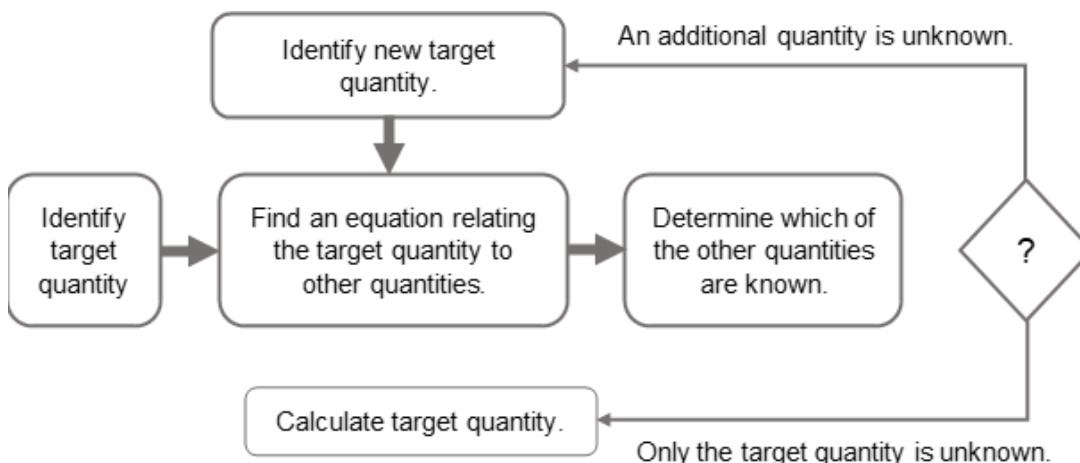 Identify new target
quantity.
An additional quantity is unknown.
Identify
target
quantity
Find an equation relating
the target quantity to
other quantities.
Determine which of
the other quantities
are known.
?
Calculate target quantity.
Only the target quantity is unknown.